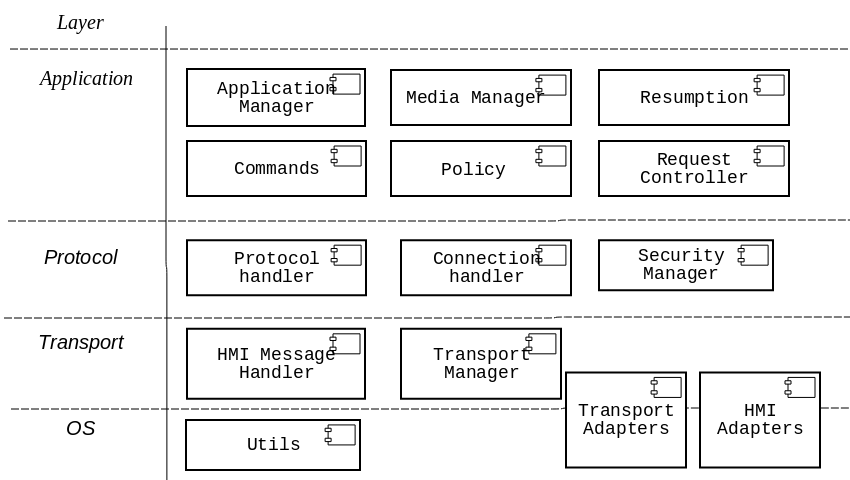 Layer
Application
Application
Manager
Media Manager
Resumption
Commands
Policy
Request
Controller
Protocol
Protocol
handler
Connection
handler
Security
Manager
Transport
HMI Message
Handler
Transport
Manager
Transport
Adapters
HMI
Adapters
OS
Utils